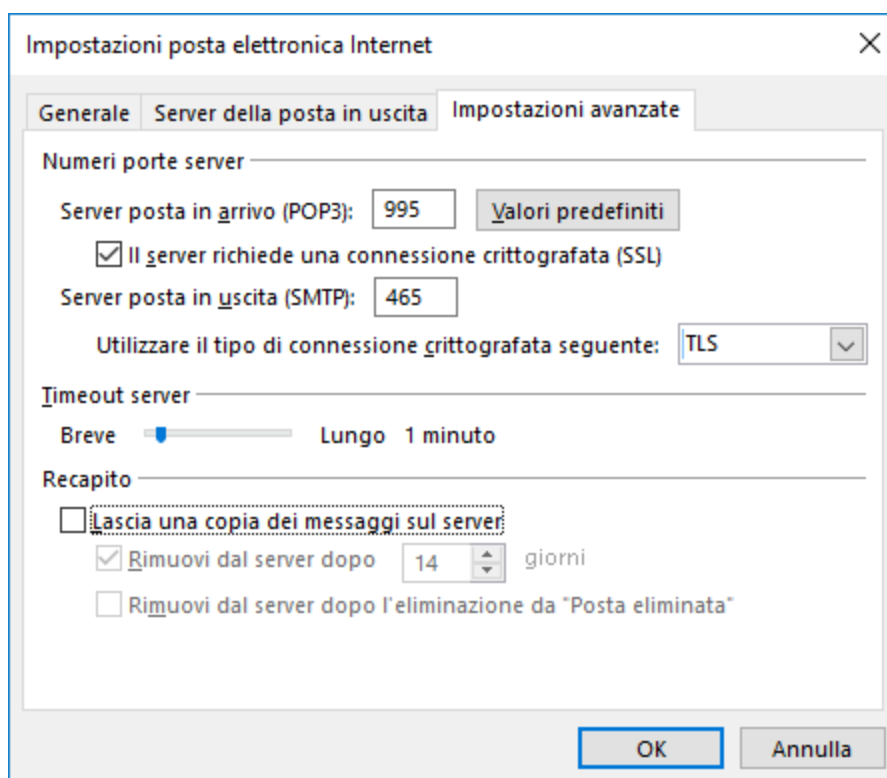 Impostazioni posta elettronica Internet
Generale Server della posta in uscita Impostazioni avanzate
Numeri porte server
Server posta in arrivo (POP3): 995 Valori predefiniti
Il server richiede una connessione crittografata (SSL)
Server posta in uscita (SMTP): 465
Utilizzare il tipo di connessione crittografata seguente: TLS
Timeout server
Breve Lungo 1 minuto
Recapito
Lascia una copia dei messaggi sul server
Rimuovi dal server dopo 14 giorni
Rimuovi dal server dopo l'eliminazione da "Posta eliminata"
OK Annulla